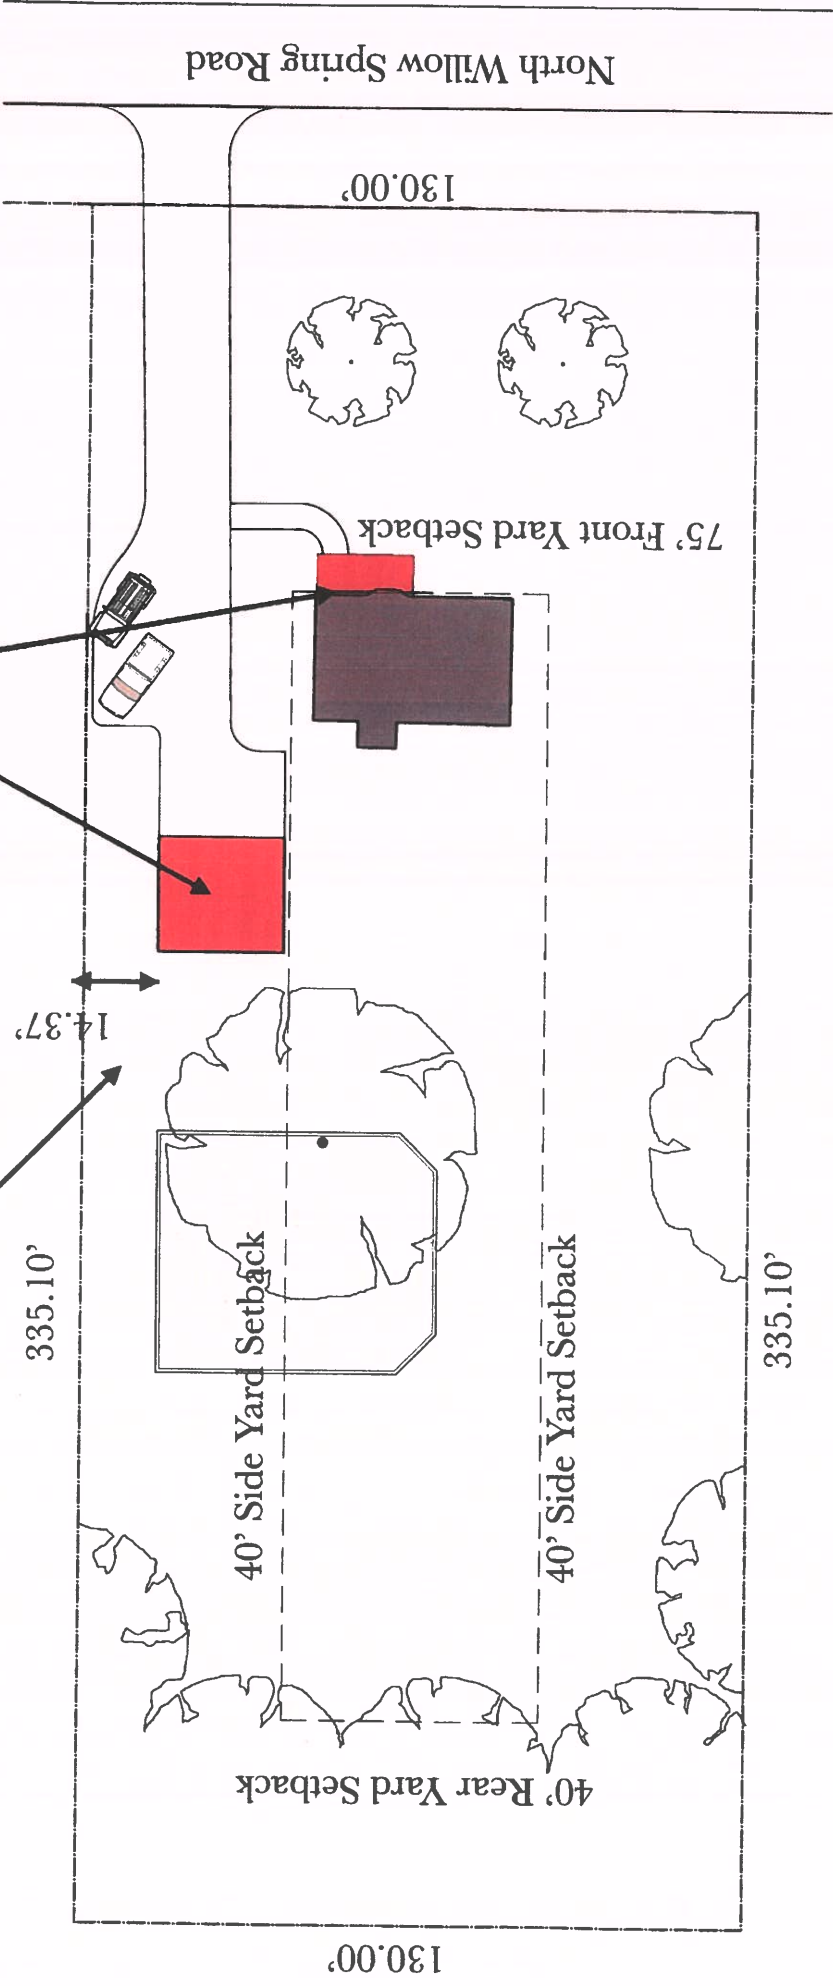 North Willow Spring Road
130.00’
75’ Front Yard Setback
14.37’
335.10’
40’ Side Yard Setback
40’ Side Yard Setback
335.10’
40’ Rear Yard Setback
130.00’